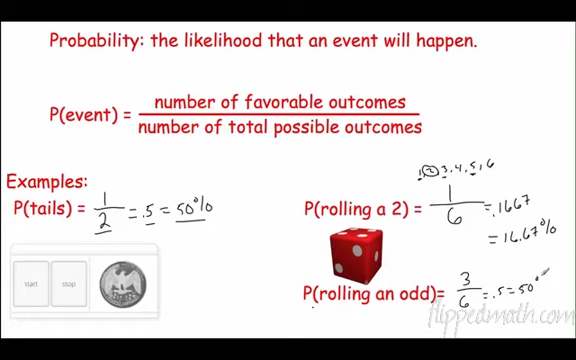 Probability: the likelihood that an event will happen.
P(event) = number of favorable outcomes
number of total possible outcomes
Examples:
P(tails) = 1/2 = .5 = 50%
start stop
1, 2, 3, 4, 5, 6
P(rolling a 2) = 1/6 = .1667
= 16.67%
P(rolling an odd) = 3/6 = .5 = 50%
flippedmath.com